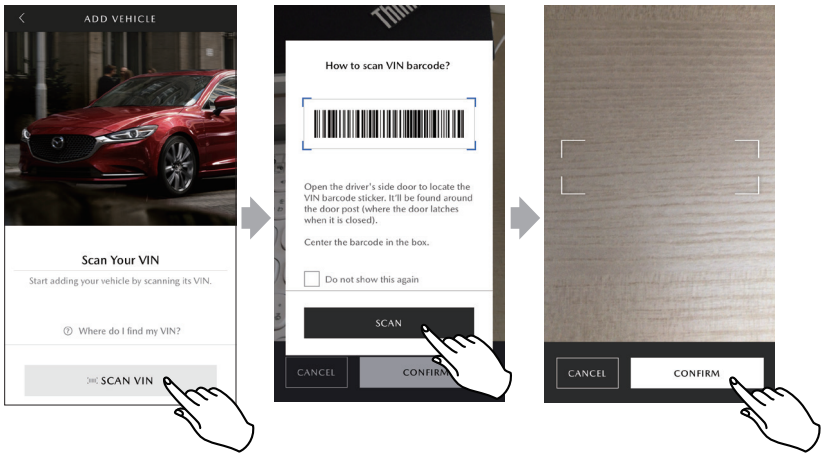 ADD VEHICLE
Scan Your VIN
Start adding your vehicle by scanning its VIN.
Where do I find my VIN?
SCAN VIN
How to scan VIN barcode?
Open the driver's side door to locate the
VIN barcode sticker. It'll be found around
the door post (where the door latches
when it is closed).
Center the barcode in the box.
Do not show this again
SCAN
CANCEL
CONFIRM
CANCEL
CONFIRM